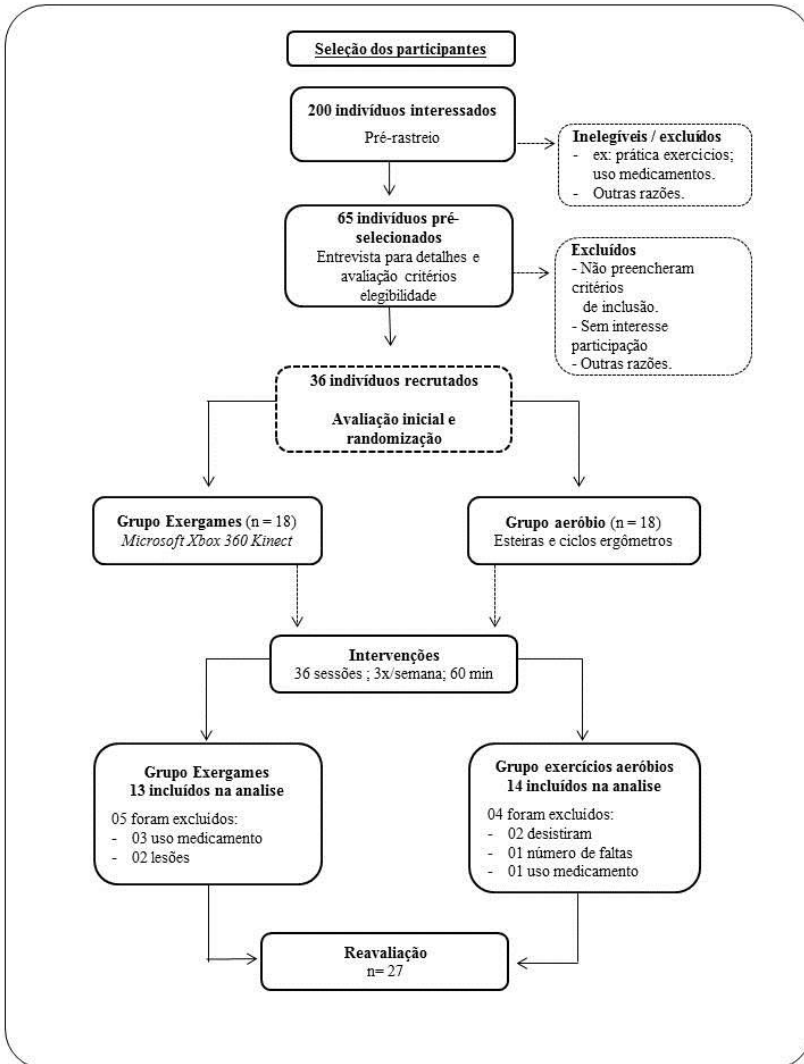 Seleção dos participantes
200 indivíduos interessados
Pré-rastreio
Inelegíveis / excluídos
- ex: prática exercicios;
uso medicamentos.
- Outras razões.
65 indivíduos pré-
selecionados
Entrevista para detalhes e
avaliação critérios
elegibilidade
Excluídos
- Não preencheram
critérios
de inclusão.
- Sem interesse
participação
- Outras razões.
36 indivíduos recrutados
Avaliação inicial e
randomização
Grupo Exergames (n = 18)
Microsoft Xbox 360 Kinect
Grupo aeróbio (n = 18)
Esteiras e ciclos ergômetros
Intervenções
36 sessões ; 3x/semana; 60 min
Grupo Exergames
13 incluídos na analise
05 foram excluídos:
- 03 uso medicamento
- 02 lesões
Grupo exercícios aeróbios
14 incluídos na analise
04 foram excluídos:
- 02 desistiram
- 01 número de faltas
- 01 uso medicamento
Reavaliação
n= 27